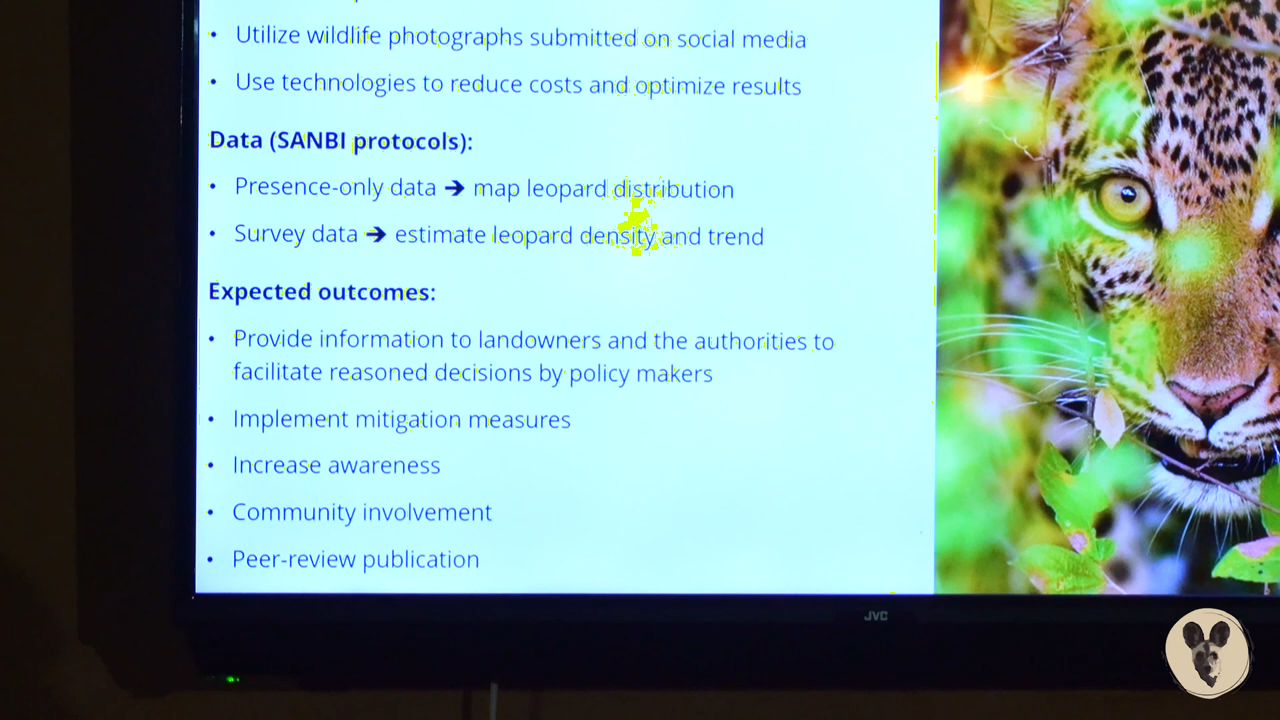 • Utilize wildlife photographs submitted on social media
• Use technologies to reduce costs and optimize results
Data (SANBI protocols):
• Presence-only data ➔ map leopard distribution
• Survey data ➔ estimate leopard density and trend
Expected outcomes:
• Provide information to landowners and the authorities to
facilitate reasoned decisions by policy makers
• Implement mitigation measures
• Increase awareness
• Community involvement
• Peer-review publication
JVC